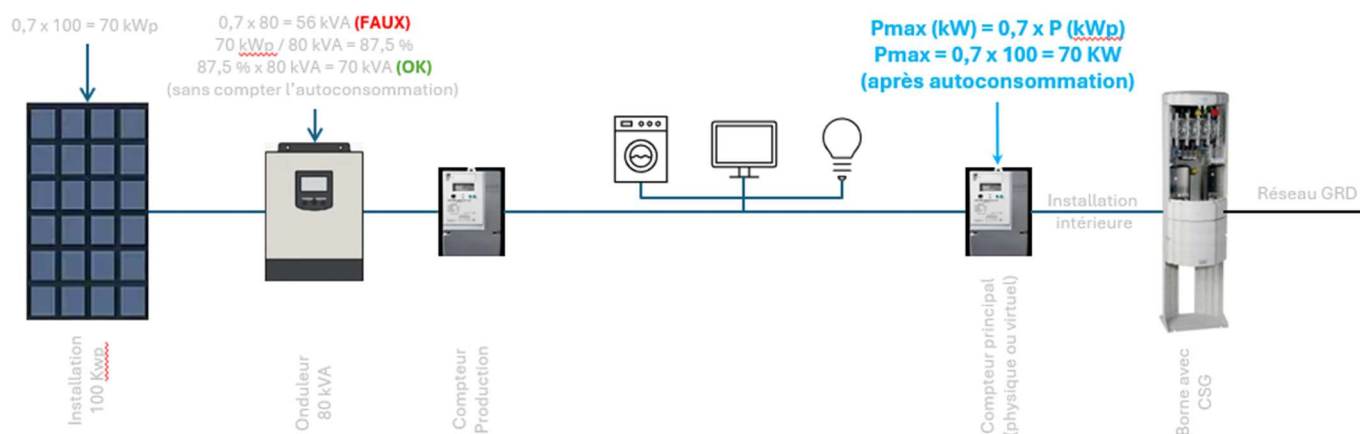 0,7 x 100 = 70 kWp
0,7 x 80 = 56 kVA (FAUX)
70 kWp / 80 kVA = 87,5 %
87,5 % x 80 kVA = 70 kVA (OK)
(sans compter l'autoconsommation)
Pmax (kW) = 0,7 x P (kWp)
Pmax = 0,7 x 100 = 70 KW
(après autoconsommation)
Installation
intérieure
Réseau GRD
Installation
100 Kwp
Onduleur
80 kVA
Compteur
Production
Compteur principal
(physique ou virtuel)
Borne avec
CSG